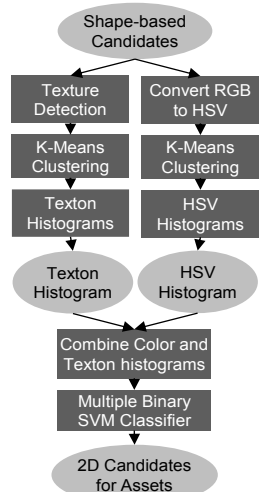 Shape-based
Candidates
Texture
Detection
Convert RGB
to HSV
K-Means
Clustering
K-Means
Clustering
Texton
Histograms
HSV
Histograms
Texton
Histogram
HSV
Histogram
Combine Color and
Texton histograms
Multiple Binary
SVM Classifier
2D Candidates
for Assets